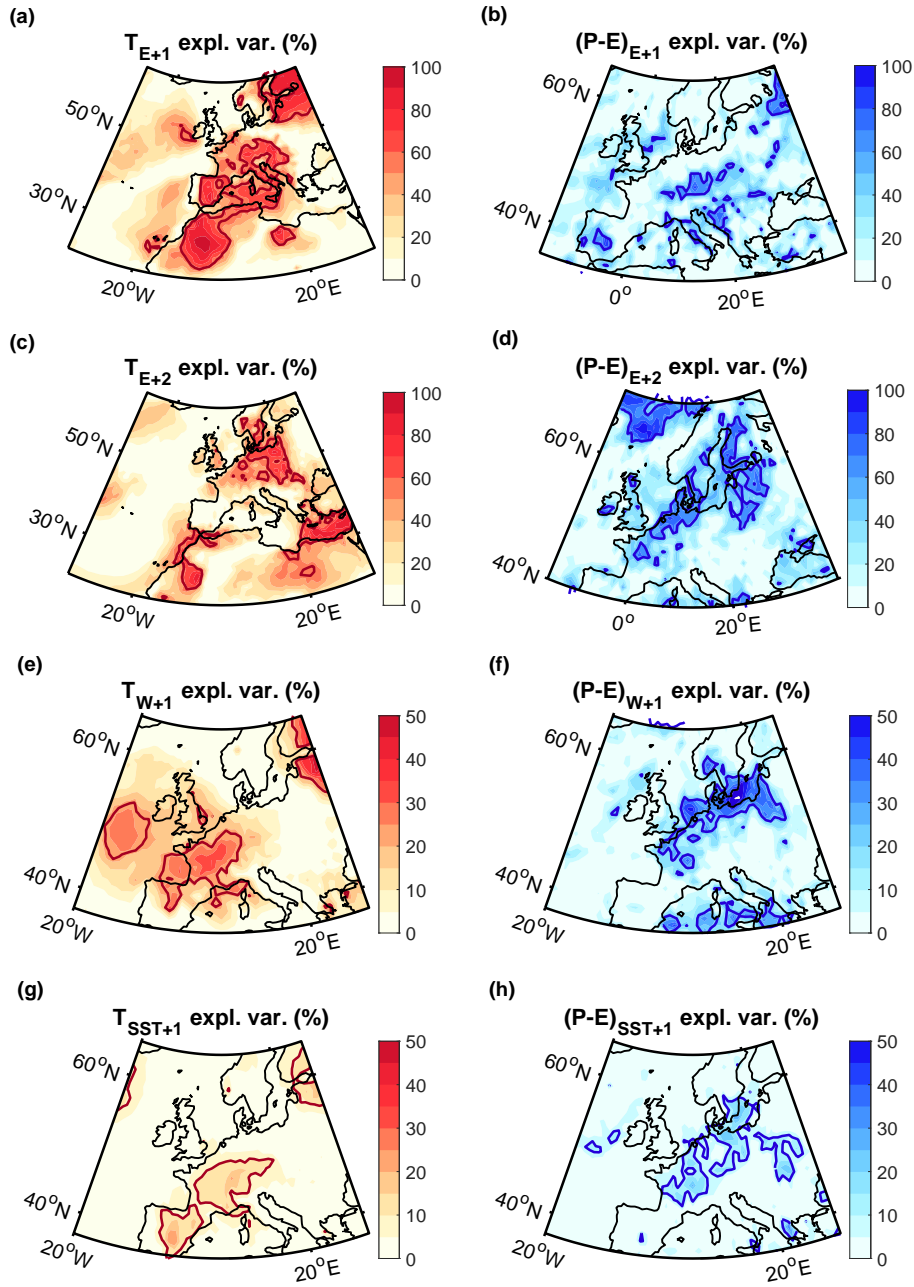 (a)
T_E+1 expl. var. (%)
50°N
30°N
20°W
20°E
100
80
60
40
20
0
(b)
(P-E)_E+1 expl. var. (%)
60°N
40°N
0°
20°E
100
80
60
40
20
0
(c)
T_E+2 expl. var. (%)
50°N
30°N
20°W
20°E
100
80
60
40
20
0
(d)
(P-E)_E+2 expl. var. (%)
60°N
40°N
0°
20°E
100
80
60
40
20
0
(e)
T_W+1 expl. var. (%)
60°N
40°N
20°W
20°E
50
40
30
20
10
0
(f)
(P-E)_W+1 expl. var. (%)
60°N
40°N
20°W
20°E
50
40
30
20
10
0
(g)
T_SST+1 expl. var. (%)
60°N
40°N
20°W
20°E
50
40
30
20
10
0
(h)
(P-E)_SST+1 expl. var. (%)
60°N
40°N
20°W
20°E
50
40
30
20
10
0